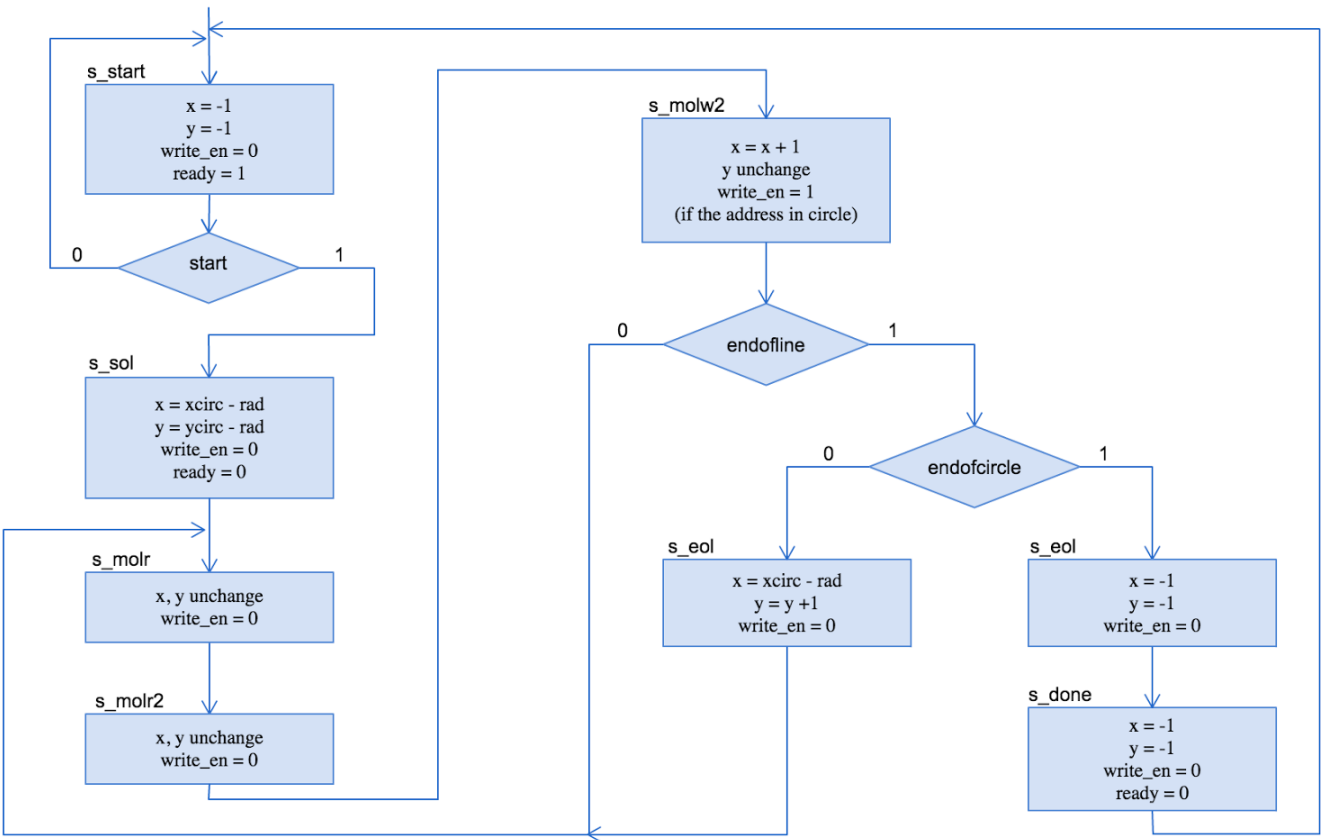 s_start
x = -1
y = -1
write_en = 0
ready = 1
0
start
1
s_sol
x = xcirc - rad
y = ycirc - rad
write_en = 0
ready = 0
s_molr
x, y unchange
write_en = 0
s_molr2
x, y unchange
write_en = 0
s_molw2
x = x + 1
y unchange
write_en = 1
(if the address in circle)
0
endofline
1
0
endofcircle
1
s_eol
x = xcirc - rad
y = y +1
write_en = 0
s_eol
x = -1
y = -1
write_en = 0
s_done
x = -1
y = -1
write_en = 0
ready = 0